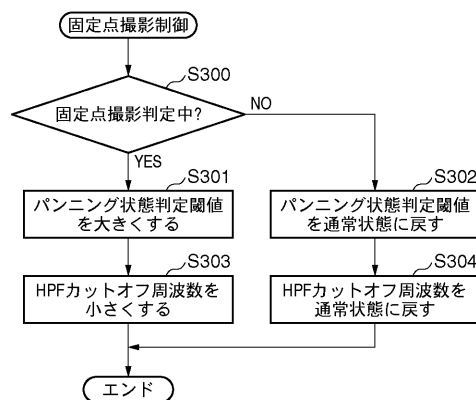 固定点撮影制御
S300
固定点撮影判定中?
NO
YES
S301
パンニング状態判定閾値
を大きくする
S302
パンニング状態判定閾値
を通常状態に戻す
S303
HPFカットオフ周波数を
小さくする
S304
HPFカットオフ周波数を
通常状態に戻す
エンド